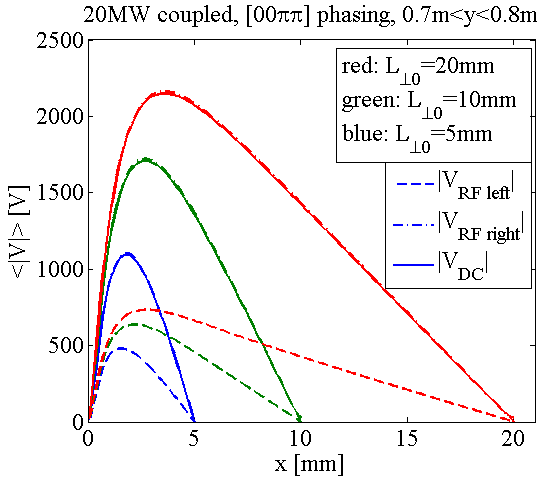 20MW coupled, [00ππ] phasing, 0.7m<y<0.8m
2500
2000
1500
1000
500
0
<|V|> [V]
red: L⊥0=20mm
green: L⊥0=10mm
blue: L⊥0=5mm
|VRF left|
|VRF right|
|VDC|
0 5 10 15 20
x [mm]